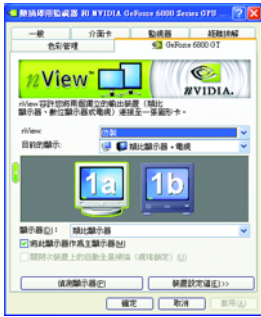 隨插即用監視器 和 NVIDIA GeForce 6800 Series GPU ...
一般 介面卡 監視器 疑難排解
色彩管理 GeForce 6800 GT
nView™
NVIDIA.
nView 容許您將兩個獨立的輸出裝置 (類比
顯示器、數位顯示器或電視) 連接至一張圖形卡。
nView: 仿製
目前的顯示: 類比顯示器 + 電視
1a 1b
顯示器(D): 類比顯示器
將此顯示器作為主顯示器(M)
偵測顯示器(P) 裝置設定值(E)>>
確定 取消 套用(A)